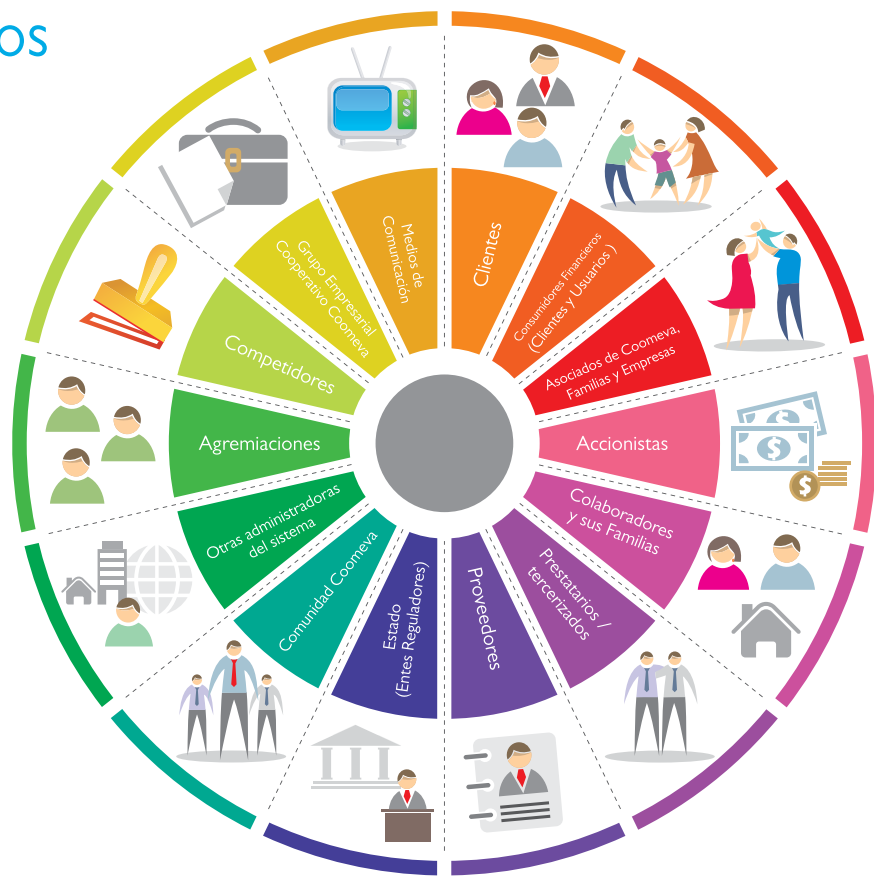 os
Clientes
Consumidores Financieros
(Clientes y Usuarios )
Asociados de Coomeva,
Familias y Empresas
Accionistas
Colaboradores
y sus Familias
Prestatarios /
tercerizados
Proveedores
Estado
(Entes Reguladores)
Comunidad Coomeva
Otras administradoras
del sistema
Agremiaciones
Competidores
Grupo Empresarial
Cooperativo Coomeva
Medios de
Comunicación
$
$
$